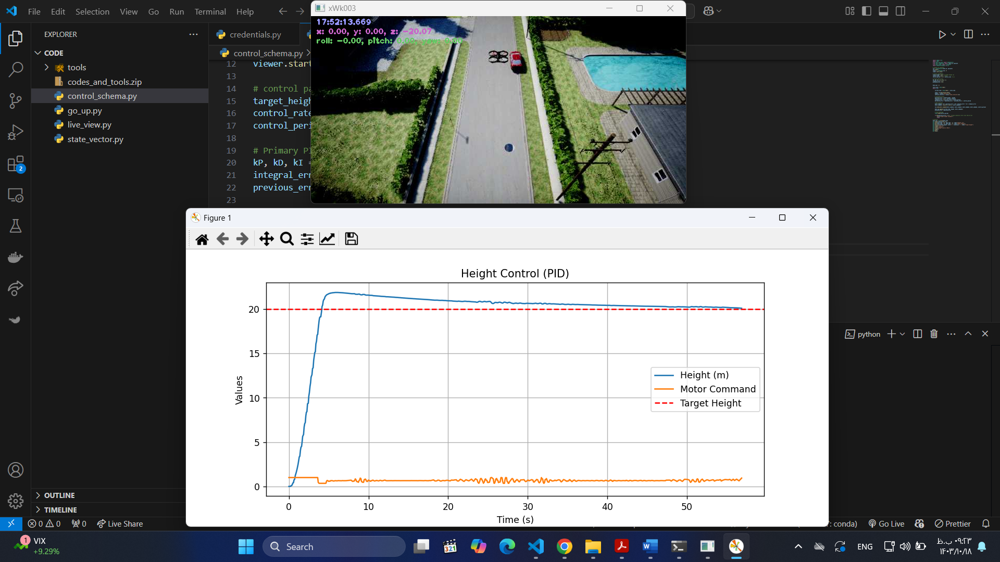 File Edit Selection View Go Run Terminal Help
xWk003
17:52:13.669
x: 0.00, y: 0.00, z: -20.07
roll: -0.00, pitch: 0.00, yaw: 0.00
EXPLORER
CODE
tools
codes_and_tools.zip
control_schema.py
go_up.py
live_view.py
state_vector.py
OUTLINE
TIMELINE
2
credentials.py
control_schema.py
12 viewer.start
13
14 # control pa
15 target_heigh
16 control_rate
17 control_peri
18
19 # Primary PI
20 kP, kD, kI =
21 integral_err
22 previous_err
23
Figure 1
Height Control (PID)
Values
20
15
10
5
0
Height (m)
Motor Command
Target Height
0 10 20 30 40 50
Time (s)
python
0 0 0 Live Share
: conda) Go Live Prettier
1 VIX
+9.29%
Search
321
ENG
۰۹:۲۳ ب.ظ
۱۴۰۳/۱۰/۱۸